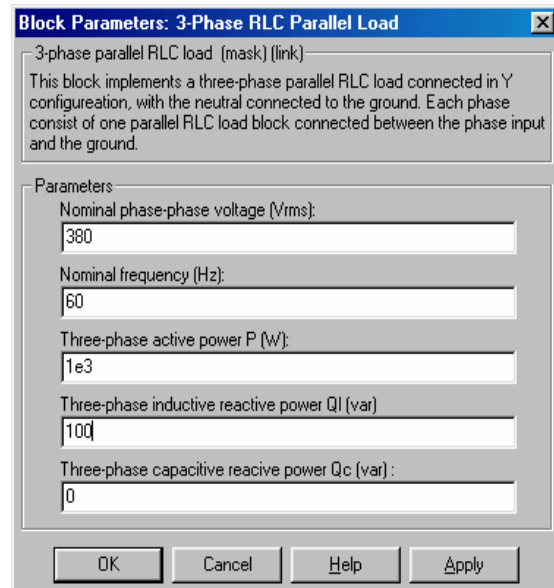 Block Parameters: 3-Phase RLC Parallel Load
3-phase parallel RLC load (mask) (link)
This block implements a three-phase parallel RLC load connected in Y
configureation, with the neutral connected to the ground. Each phase
consist of one parallel RLC load block connected between the phase input
and the ground.
Parameters
Nominal phase-phase voltage (Vrms):
380
Nominal frequency (Hz):
60
Three-phase active power P (W):
1e3
Three-phase inductive reactive power Ql (var)
100
Three-phase capacitive reacive power Qc (var) :
0
OK Cancel Help Apply